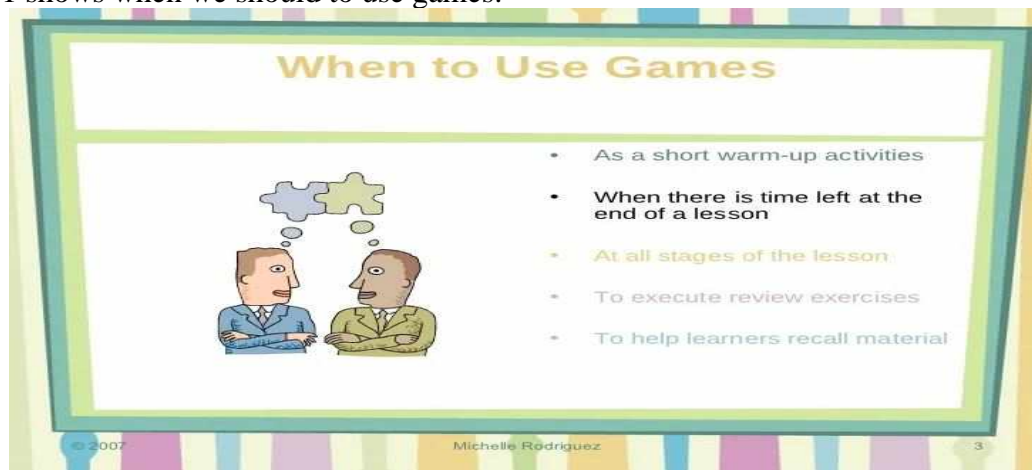 1 shows when we should to use games.
When to Use Games
• As a short warm-up activities
• When there is time left at the
end of a lesson
• At all stages of the lesson
• To execute review exercises
• To help learners recall material
© 2007 Michelle Rodriguez 3